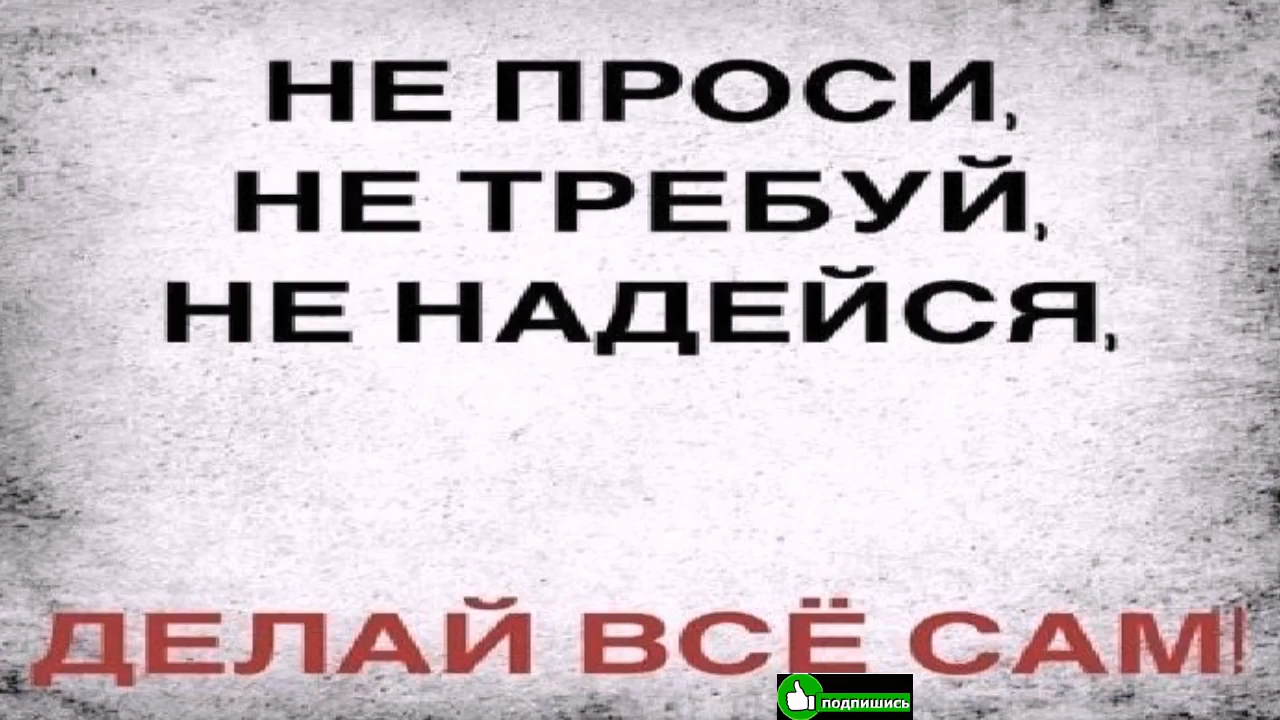 НЕ ПРОСИ,
НЕ ТРЕБУЙ,
НЕ НАДЕЙСЯ,
ДЕЛАЙ ВСЁ САМ!
подпишись